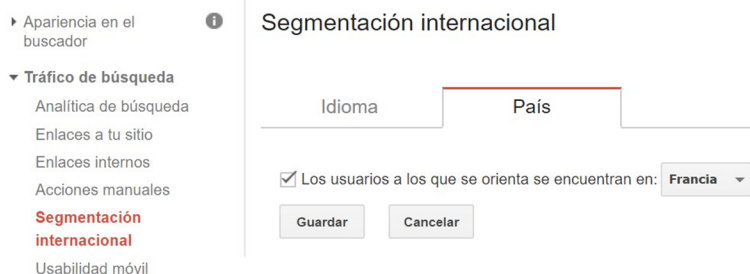 Apariencia en el
buscador
Tráfico de búsqueda
Analítica de búsqueda
Enlaces a tu sitio
Enlaces internos
Acciones manuales
Segmentación
internacional
Usabilidad móvil
Segmentación internacional
Idioma
País
Los usuarios a los que se orienta se encuentran en: Francia
Guardar
Cancelar